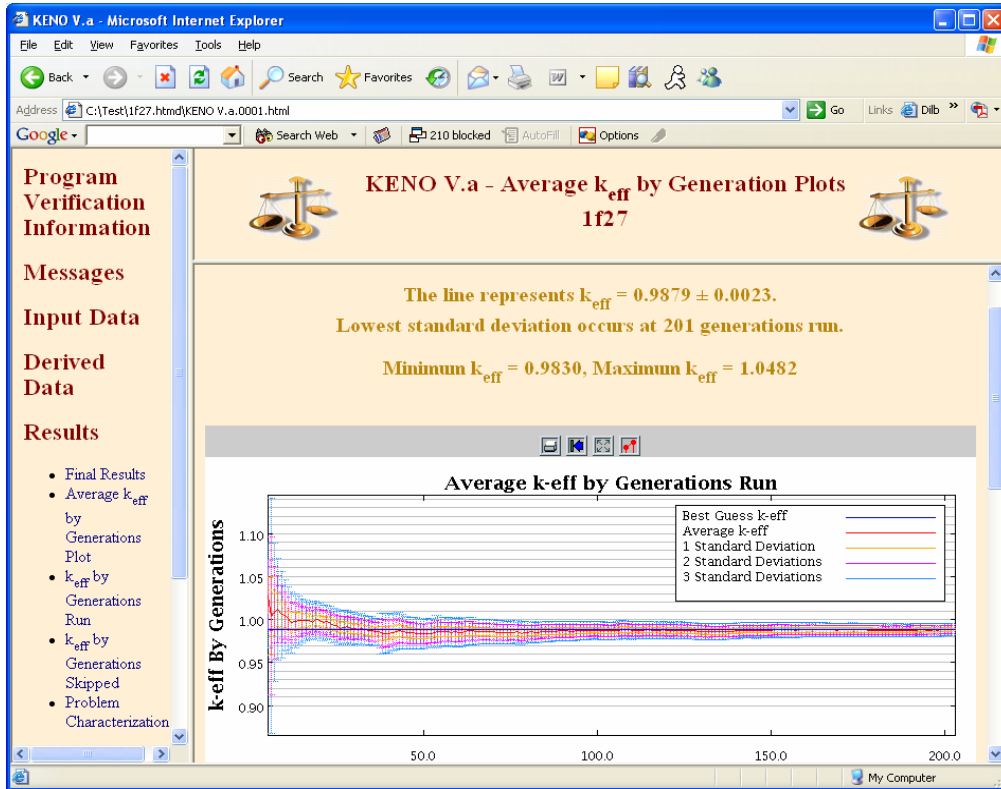 KENO V.a - Microsoft Internet Explorer
File Edit View Favorites Tools Help
Back Search Favorites
Address C:\Test\1f27.htmd\KENO V.a.0001.html Go Links Dilb »
Google Search Web 210 blocked AutoFill Options
Program
Verification
Information
Messages
Input Data
Derived
Data
Results
• Final Results
• Average keff
by
Generations
Plot
• keff by
Generations
Run
• keff by
Generations
Skipped
• Problem
Characterization
KENO V.a - Average keff by Generation Plots
1f27
The line represents keff = 0.9879 ± 0.0023.
Lowest standard deviation occurs at 201 generations run.
Minimum keff = 0.9830, Maximum keff = 1.0482
Average k-eff by Generations Run
k-eff By Generations
1.10
1.05
1.00
0.95
0.90
Best Guess k-eff
Average k-eff
1 Standard Deviation
2 Standard Deviations
3 Standard Deviations
50.0 100.0 150.0 200.0
My Computer